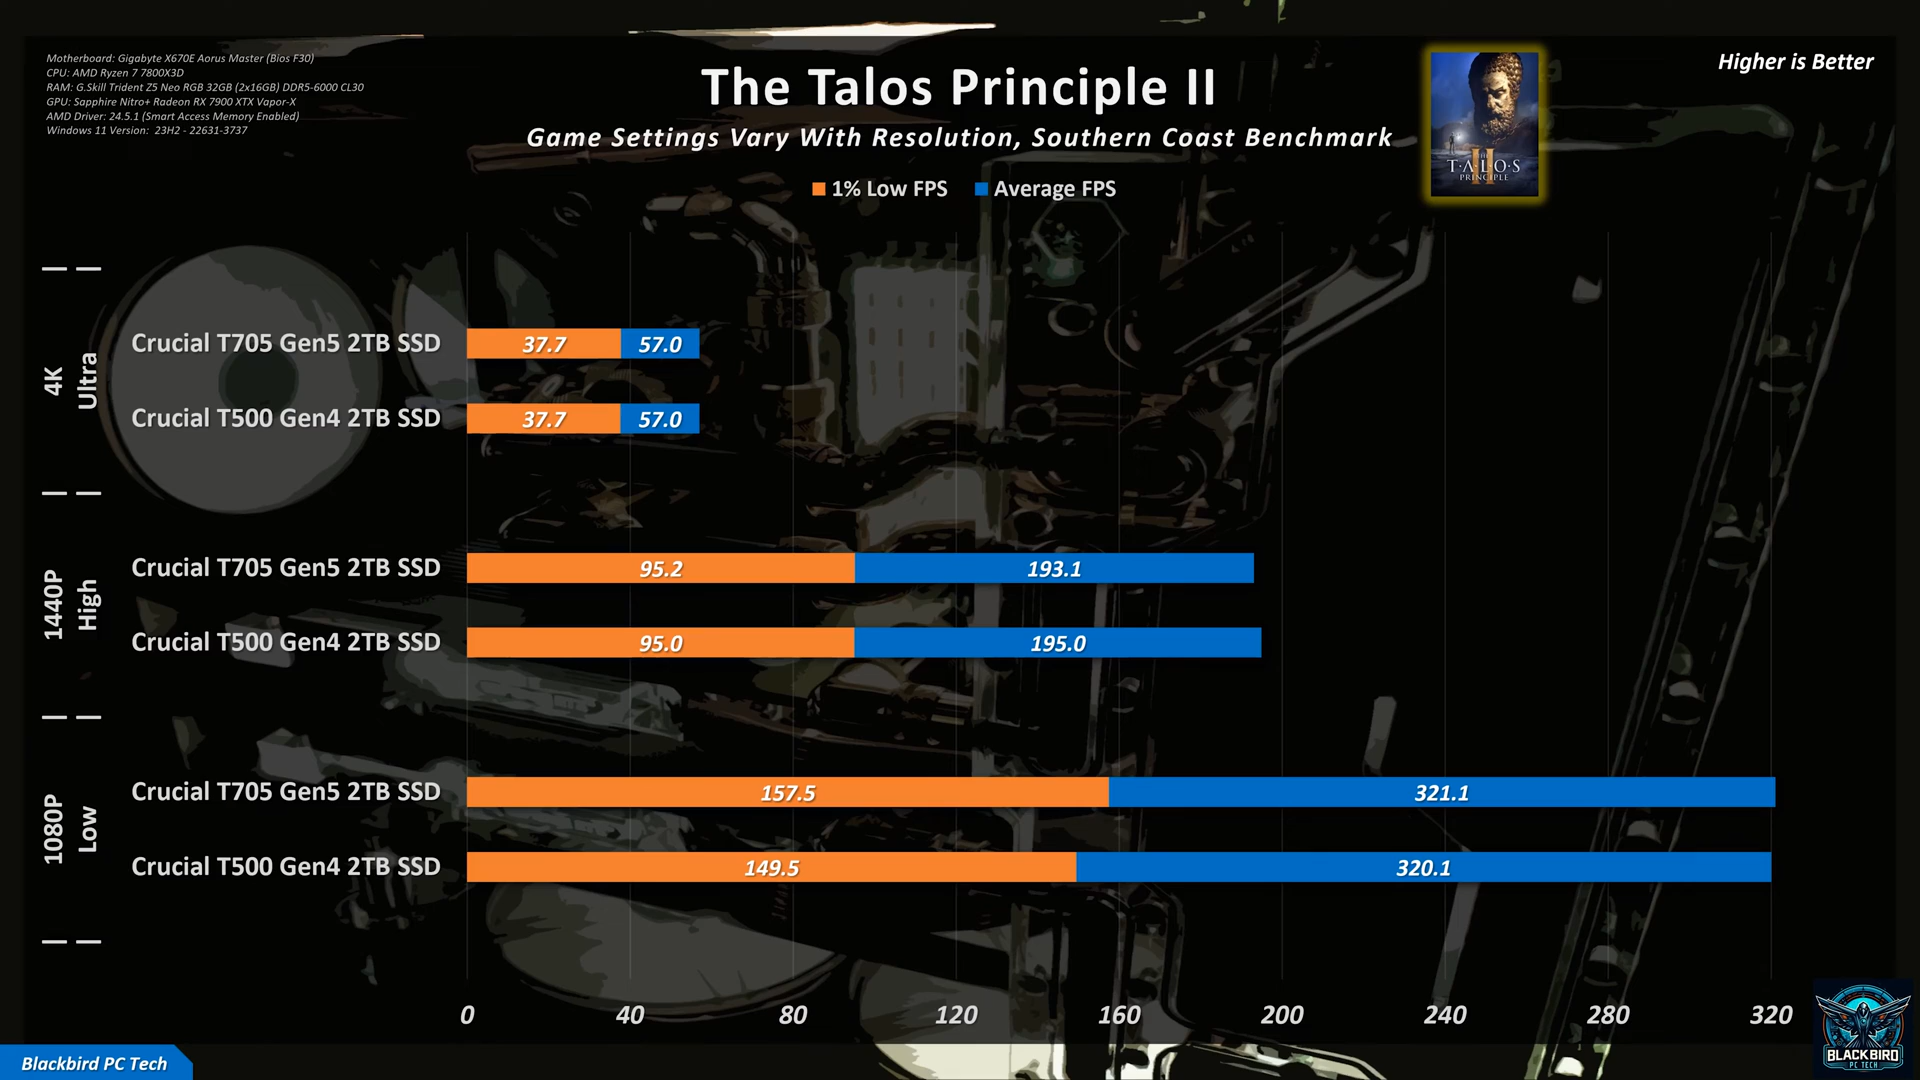 Motherboard: Gigabyte X670E Aorus Master (Bios F30)
CPU: AMD Ryzen 7 7800X3D
RAM: G.Skill Trident Z5 Neo RGB 32GB (2x16GB) DDR5-6000 CL30
GPU: Sapphire Nitro+ Radeon RX 7900 XTX Vapor-X
AMD Driver: 24.5.1 (Smart Access Memory Enabled)
Windows 11 Version: 23H2 - 22631-3737
The Talos Principle II
Game Settings Vary With Resolution, Southern Coast Benchmark
1% Low FPS Average FPS
THE
T·A·L·O·S
II
PRINCIPLE
Higher is Better
4K
Ultra
Crucial T705 Gen5 2TB SSD 37.7 57.0
Crucial T500 Gen4 2TB SSD 37.7 57.0
1440P
High
Crucial T705 Gen5 2TB SSD 95.2 193.1
Crucial T500 Gen4 2TB SSD 95.0 195.0
1080P
Low
Crucial T705 Gen5 2TB SSD 157.5 321.1
Crucial T500 Gen4 2TB SSD 149.5 320.1
0 40 80 120 160 200 240 280 320
Blackbird PC Tech
BLACKBIRD
PC TECH